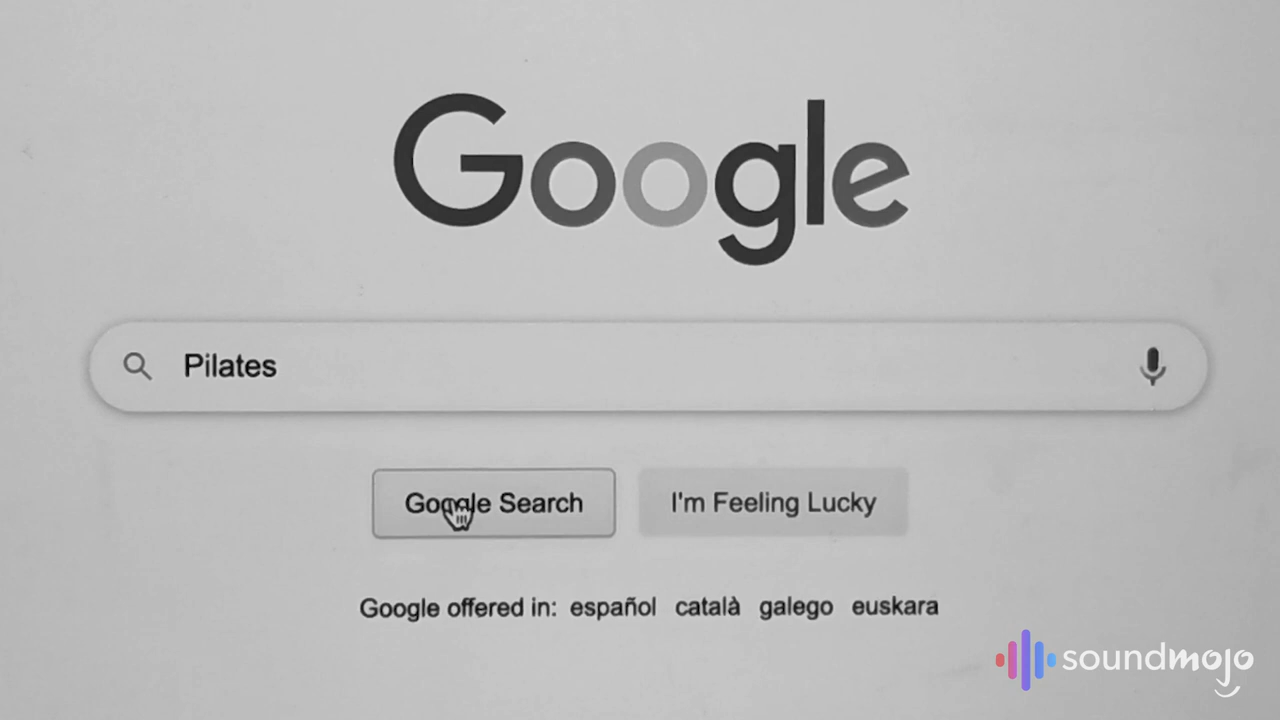 Google
Pilates
Google Search
I'm Feeling Lucky
Google offered in: español català galego euskara
soundmojo